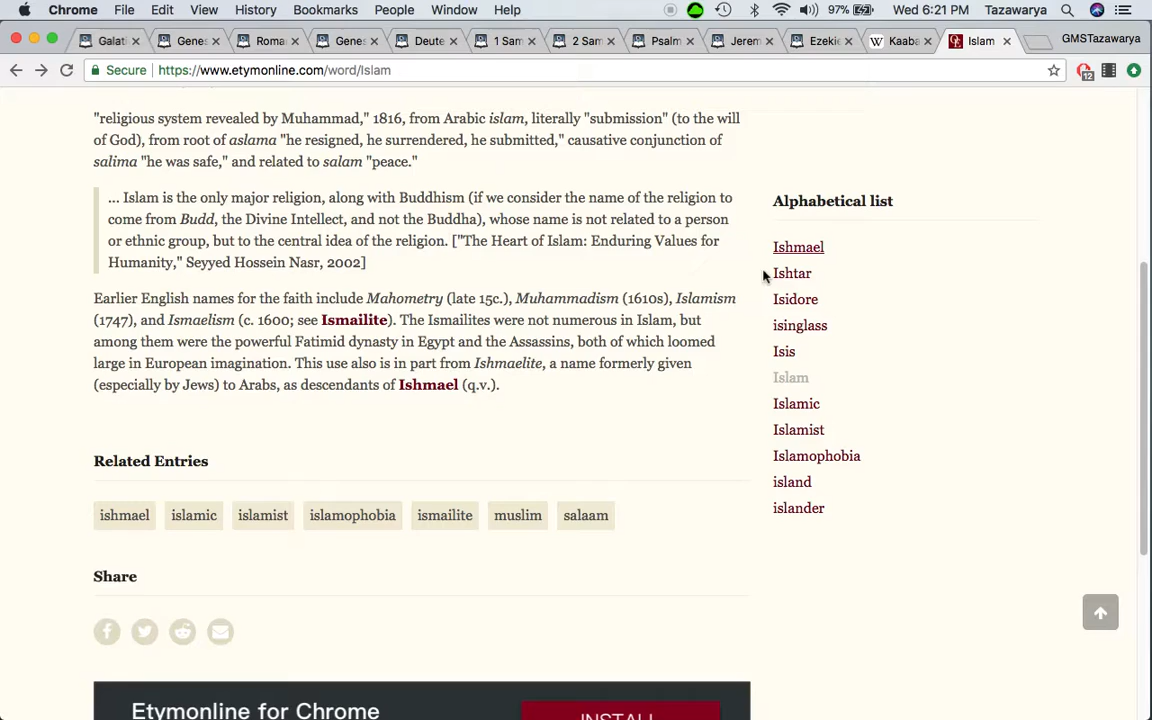 Chrome File Edit View History Bookmarks People Window Help 97% Wed 6:21 PM Tazawarya
Galati Genes Roma Genes Deute 1 Sam 2 Sam Psalm Jerem Ezekie Kaaba Islam GMSTazawarya
Secure https://www.etymonline.com/word/Islam 12
"religious system revealed by Muhammad," 1816, from Arabic islam, literally "submission" (to the will
of God), from root of aslama "he resigned, he surrendered, he submitted," causative conjunction of
salima "he was safe," and related to salam "peace."
... Islam is the only major religion, along with Buddhism (if we consider the name of the religion to
come from Budd, the Divine Intellect, and not the Buddha), whose name is not related to a person
or ethnic group, but to the central idea of the religion. ["The Heart of Islam: Enduring Values for
Humanity," Seyyed Hossein Nasr, 2002]
Earlier English names for the faith include Mahometry (late 15c.), Muhammadism (1610s), Islamism
(1747), and Ismaelism (c. 1600; see Ismailite). The Ismailites were not numerous in Islam, but
among them were the powerful Fatimid dynasty in Egypt and the Assassins, both of which loomed
large in European imagination. This use also is in part from Ishmaelite, a name formerly given
(especially by Jews) to Arabs, as descendants of Ishmael (q.v.).
Related Entries
ishmael islamic islamist islamophobia ismailite muslim salaam
Share
Etymonline for Chrome
INSTALL
Alphabetical list
Ishmael
Ishtar
Isidore
isinglass
Isis
Islam
Islamic
Islamist
Islamophobia
island
islander